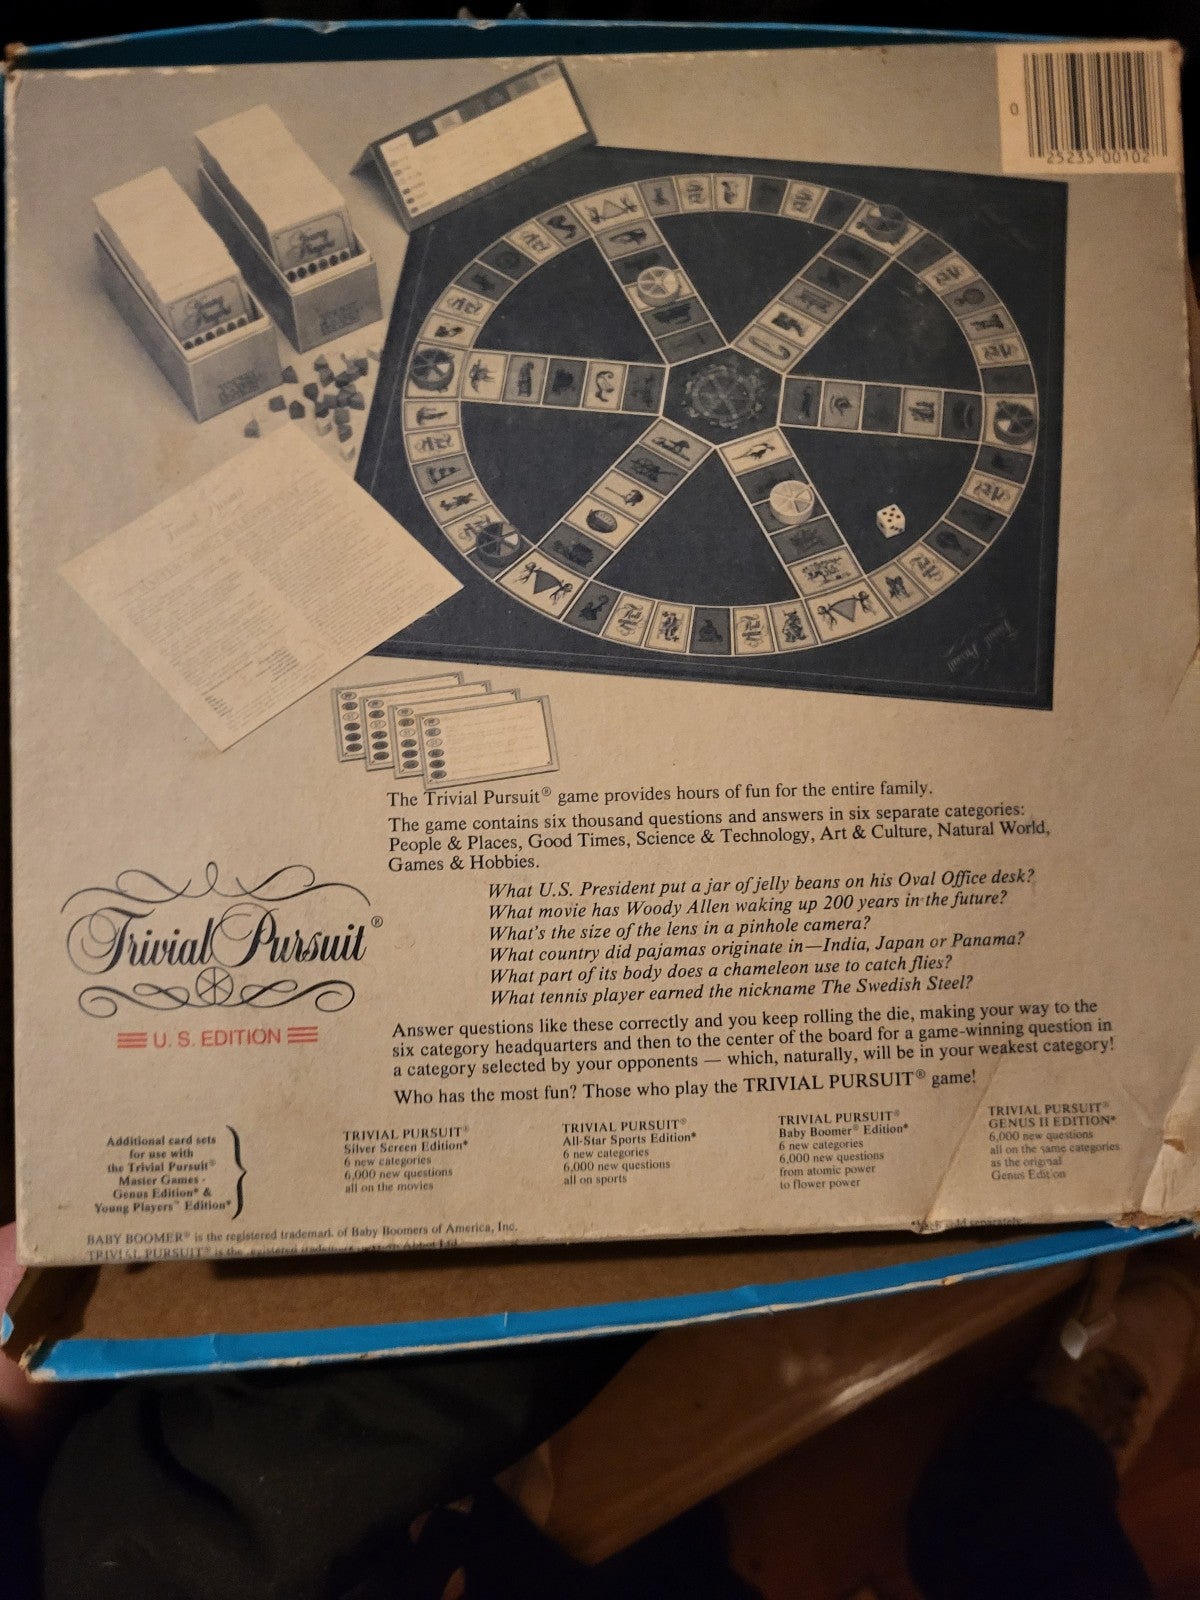 0
25235 00102
Trivial Pursuit
The Trivial Pursuit® game provides hours of fun for the entire family.
The game contains six thousand questions and answers in six separate categories:
People & Places, Good Times, Science & Technology, Art & Culture, Natural World,
Games & Hobbies.
What U.S. President put a jar of jelly beans on his Oval Office desk?
What movie has Woody Allen waking up 200 years in the future?
What's the size of the lens in a pinhole camera?
What country did pajamas originate in—India, Japan or Panama?
What part of its body does a chameleon use to catch flies?
What tennis player earned the nickname The Swedish Steel?
Trivial Pursuit®
U. S. EDITION
Answer questions like these correctly and you keep rolling the die, making your way to the
six category headquarters and then to the center of the board for a game-winning question in
a category selected by your opponents — which, naturally, will be in your weakest category!
Who has the most fun? Those who play the TRIVIAL PURSUIT® game!
Additional card sets
for use with
the Trivial Pursuit®
Master Games -
Genus Edition* &
Young Players™ Edition*
TRIVIAL PURSUIT®
Silver Screen Edition*
6 new categories
6,000 new questions
all on the movies
TRIVIAL PURSUIT®
All-Star Sports Edition*
6 new categories
6,000 new questions
all on sports
TRIVIAL PURSUIT®
Baby Boomer® Edition*
6 new categories
6,000 new questions
from atomic power
to flower power
TRIVIAL PURSUIT®
GENUS II EDITION*
6,000 new questions
all on the same categories
as the original
Genus Edition
BABY BOOMER® is the registered trademark of Baby Boomers of America, Inc.
TRIVIAL PURSUIT® is the registered
separately